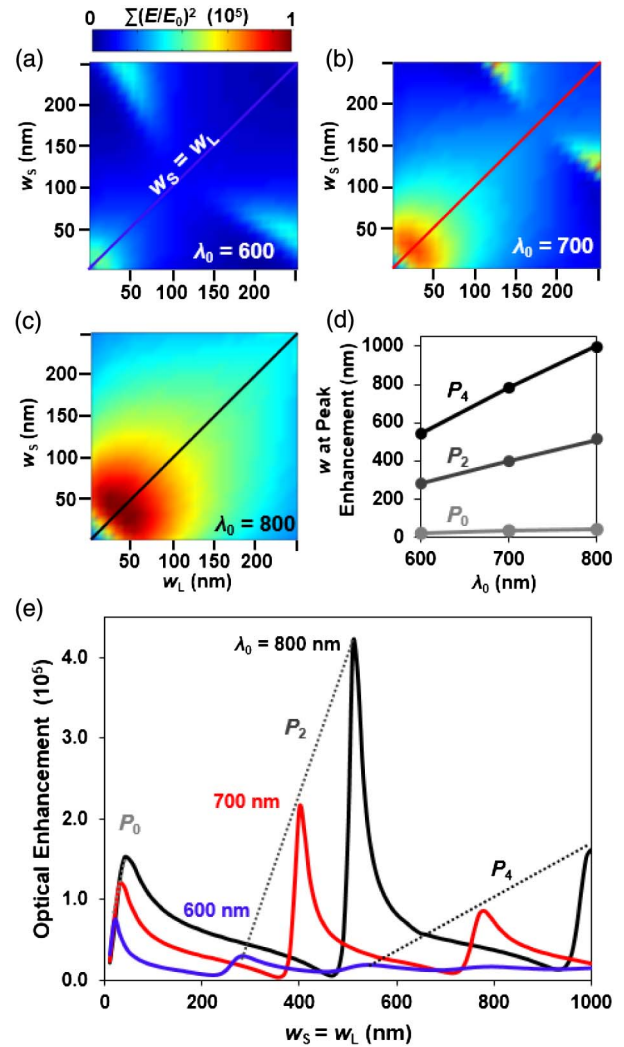 0 ∑(E/E₀)² (10⁵) 1
(a)
wS (nm)
200
150
100
50
wS = wL
λ₀ = 600
50 100 150 200
(b)
wS (nm)
200
150
100
50
λ₀ = 700
50 100 150 200
(c)
wS (nm)
200
150
100
50
λ₀ = 800
50 100 150 200
wL (nm)
(d)
w at Peak
Enhancement (nm)
1000
800
600
400
200
0
P₄
P₂
P₀
600 700 800
λ₀ (nm)
(e)
Optical Enhancement (10⁵)
4.0
3.0
2.0
1.0
0.0
λ₀ = 800 nm
P₂
700 nm
P₀
P₄
600 nm
0 200 400 600 800 1000
wS = wL (nm)